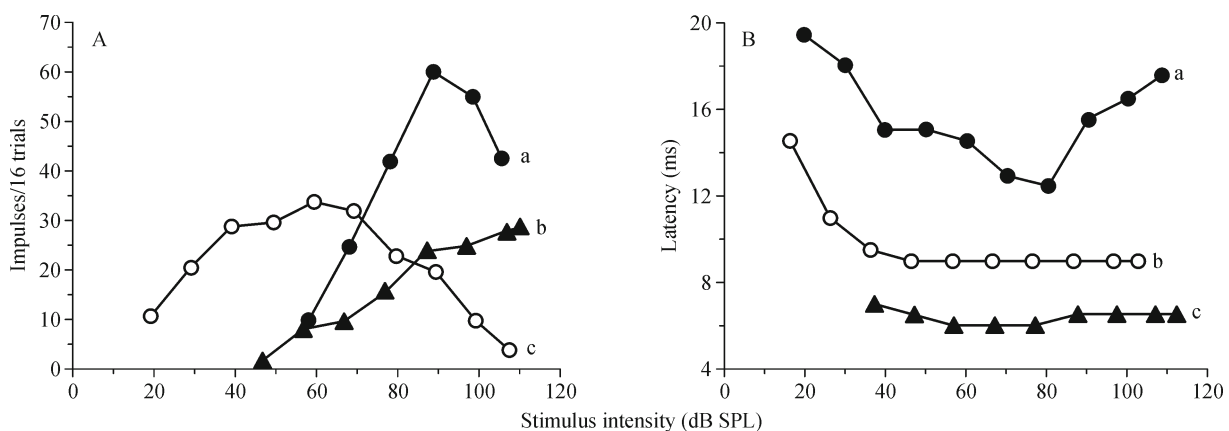 A
70
60
50
40
30
20
10
0
Impulses/16 trials
a
b
c
0 20 40 60 80 100 120
B
20
16
12
8
4
Latency (ms)
a
b
c
0 20 40 60 80 100 120
Stimulus intensity (dB SPL)